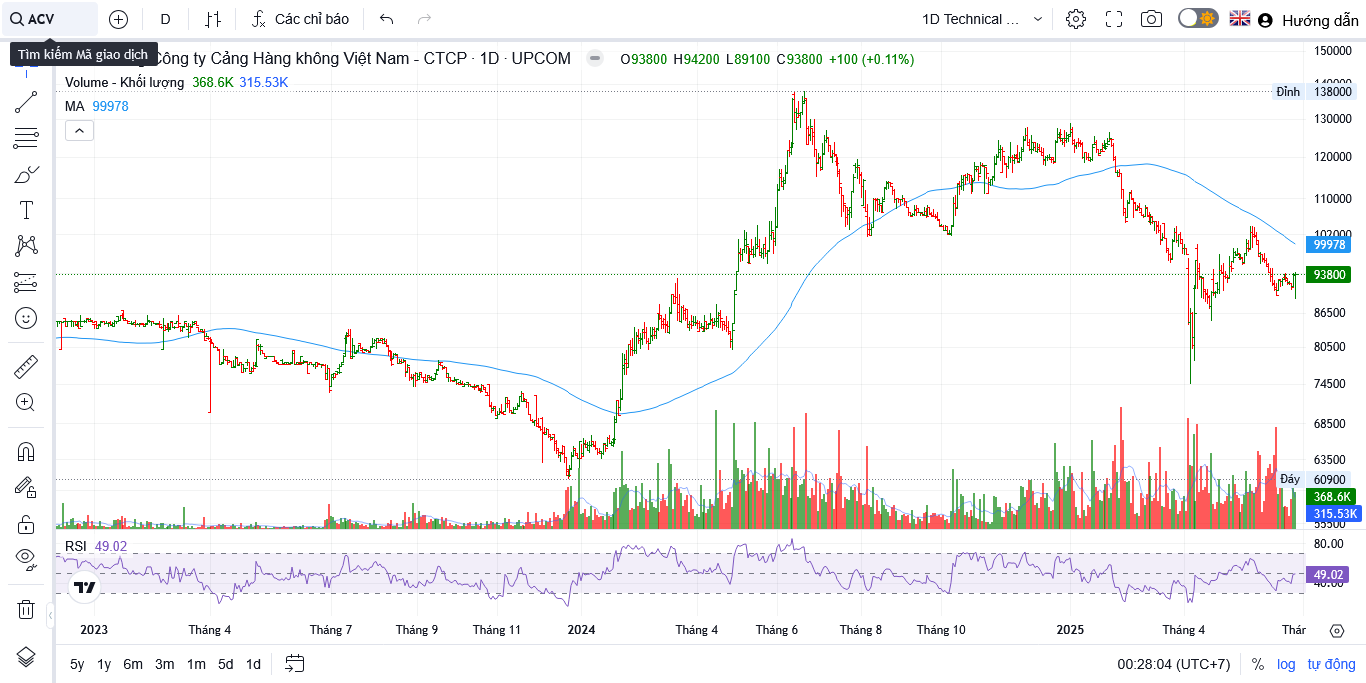 ACV
D
Các chỉ báo
1D Technical ...
Hướng dẫn
Tìm kiếm Mã giao dịch
Công ty Cảng Hàng không Việt Nam - CTCP · 1D · UPCOM
O93800 H94200 L89100 C93800 +100 (+0.11%)
Volume - Khối lượng 368.6K 315.53K
MA 99978
150000
140000
Đỉnh 138000
130000
120000
110000
102000
99978
93800
86500
80500
74500
68500
63500
Đáy 60900
368.6K
315.53K
55500
RSI 49.02
80.00
49.02
40.00
2023 Tháng 4 Tháng 7 Tháng 9 Tháng 11 2024 Tháng 4 Tháng 6 Tháng 8 Tháng 10 2025 Tháng 4 Thár
5y 1y 6m 3m 1m 5d 1d
00:28:04 (UTC+7) % log tự động